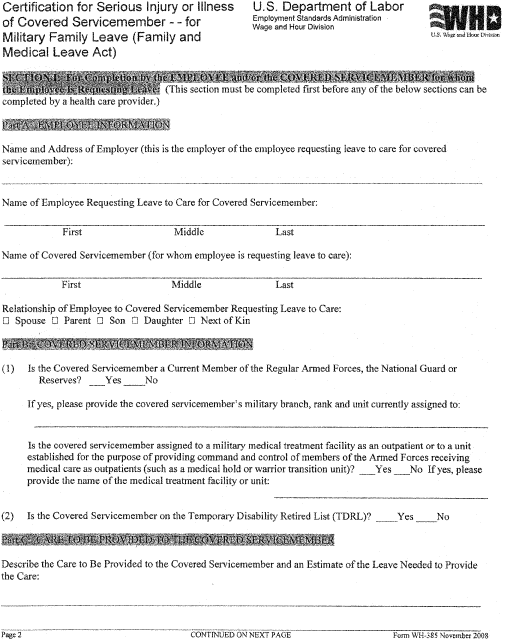 Certification for Serious Injury or Illness
of Covered Servicemember - - for
Military Family Leave (Family and
Medical Leave Act)
U.S. Department of Labor
Employment Standards Administration
Wage and Hour Division
WHD
U.S. Wage and Hour Division
SECTION I: For Completion by the EMPLOYEE and/or the COVERED SERVICEMEMBER for whom
the Employee is Requesting Leave: (This section must be completed first before any of the below sections can be
completed by a health care provider.)
Part A: EMPLOYEE INFORMATION
Name and Address of Employer (this is the employer of the employee requesting leave to care for covered
servicemember):
Name of Employee Requesting Leave to Care for Covered Servicemember:
First Middle Last
Name of Covered Servicemember (for whom employee is requesting leave to care):
First Middle Last
Relationship of Employee to Covered Servicemember Requesting Leave to Care:
☐ Spouse ☐ Parent ☐ Son ☐ Daughter ☐ Next of Kin
Part B: COVERED SERVICEMEMBER INFORMATION
(1) Is the Covered Servicemember a Current Member of the Regular Armed Forces, the National Guard or
Reserves? ___Yes ____No
If yes, please provide the covered servicemember's military branch, rank and unit currently assigned to:
Is the covered servicemember assigned to a military medical treatment facility as an outpatient or to a unit
established for the purpose of providing command and control of members of the Armed Forces receiving
medical care as outpatients (such as a medical hold or warrior transition unit)? ___Yes ___No If yes, please
provide the name of the medical treatment facility or unit:
(2) Is the Covered Servicemember on the Temporary Disability Retired List (TDRL)? ____Yes ____No
Part C: CARE TO BE PROVIDED TO THE COVERED SERVICEMEMBER
Describe the Care to Be Provided to the Covered Servicemember and an Estimate of the Leave Needed to Provide
the Care:
Page 2 CONTINUED ON NEXT PAGE Form WH-385 November 2008